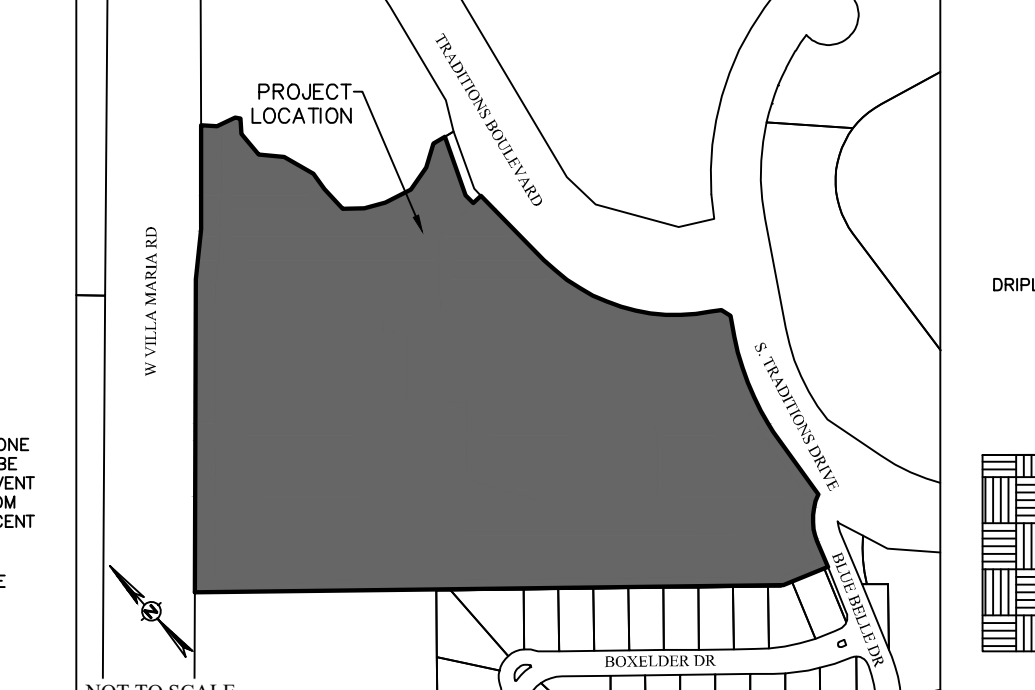 PROJECT
LOCATION
TRADITIONS BOULEVARD
W VILLA MARIA RD
DRIPL
S. TRADITIONS DRIVE
ONE
BE
VENT
OM
CENT
E
N
BLUE BELLE DR
BOXELDER DR
NOT TO SCALE